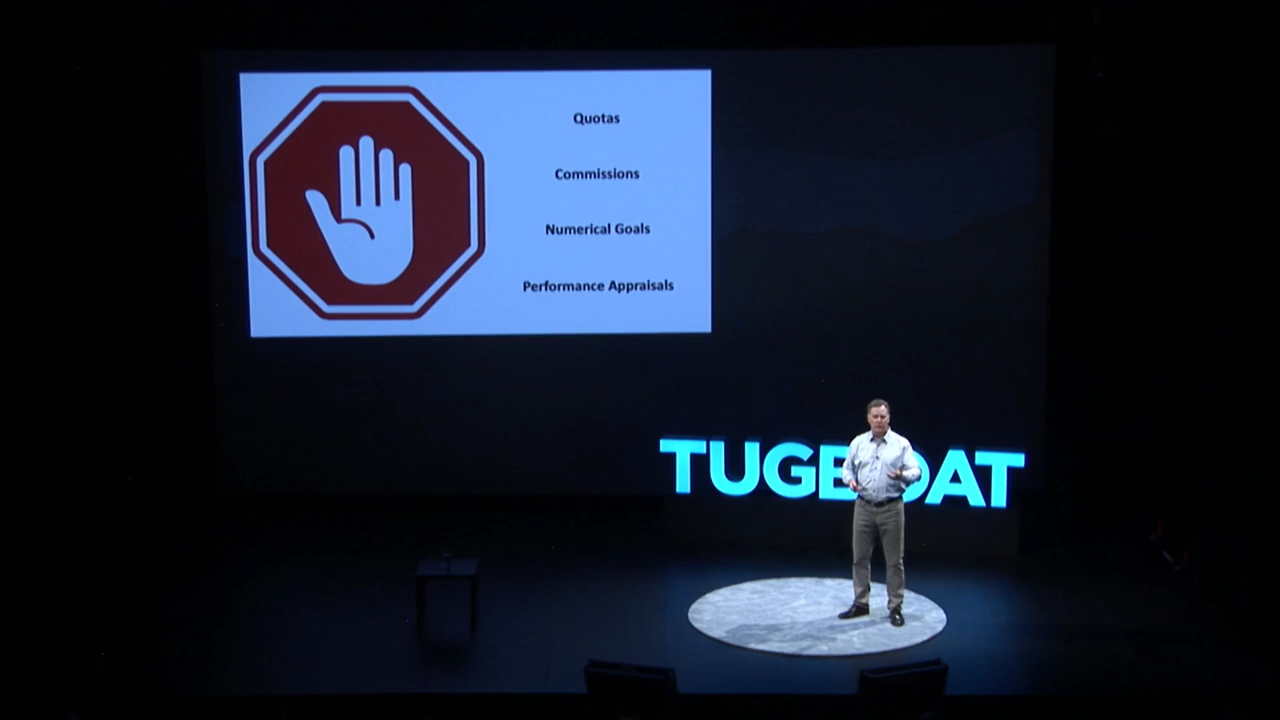 Quotas
Commissions
Numerical Goals
Performance Appraisals
TUGBOAT